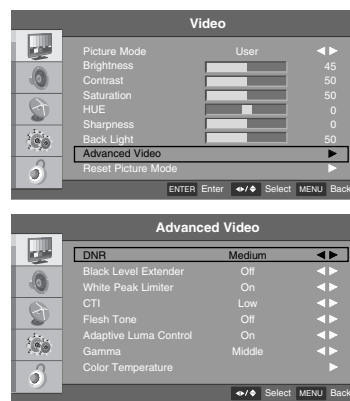 Video
Picture Mode User
Brightness 45
Contrast 50
Saturation 50
HUE 0
Sharpness 0
Back Light 50
Advanced Video
Reset Picture Mode
ENTER Enter Select MENU Back
Advanced Video
DNR Medium
Black Level Extender Off
White Peak Limiter On
CTI Low
Flesh Tone Off
Adaptive Luma Control On
Gamma Middle
Color Temperature
Select MENU Back